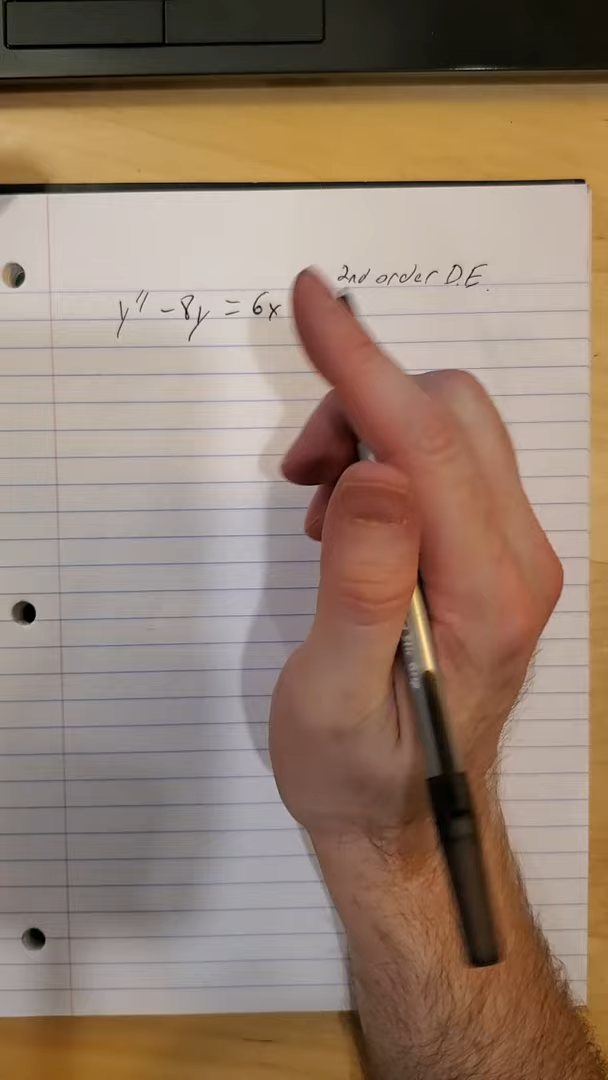 2nd order D.E.
y" - 8y = 6x